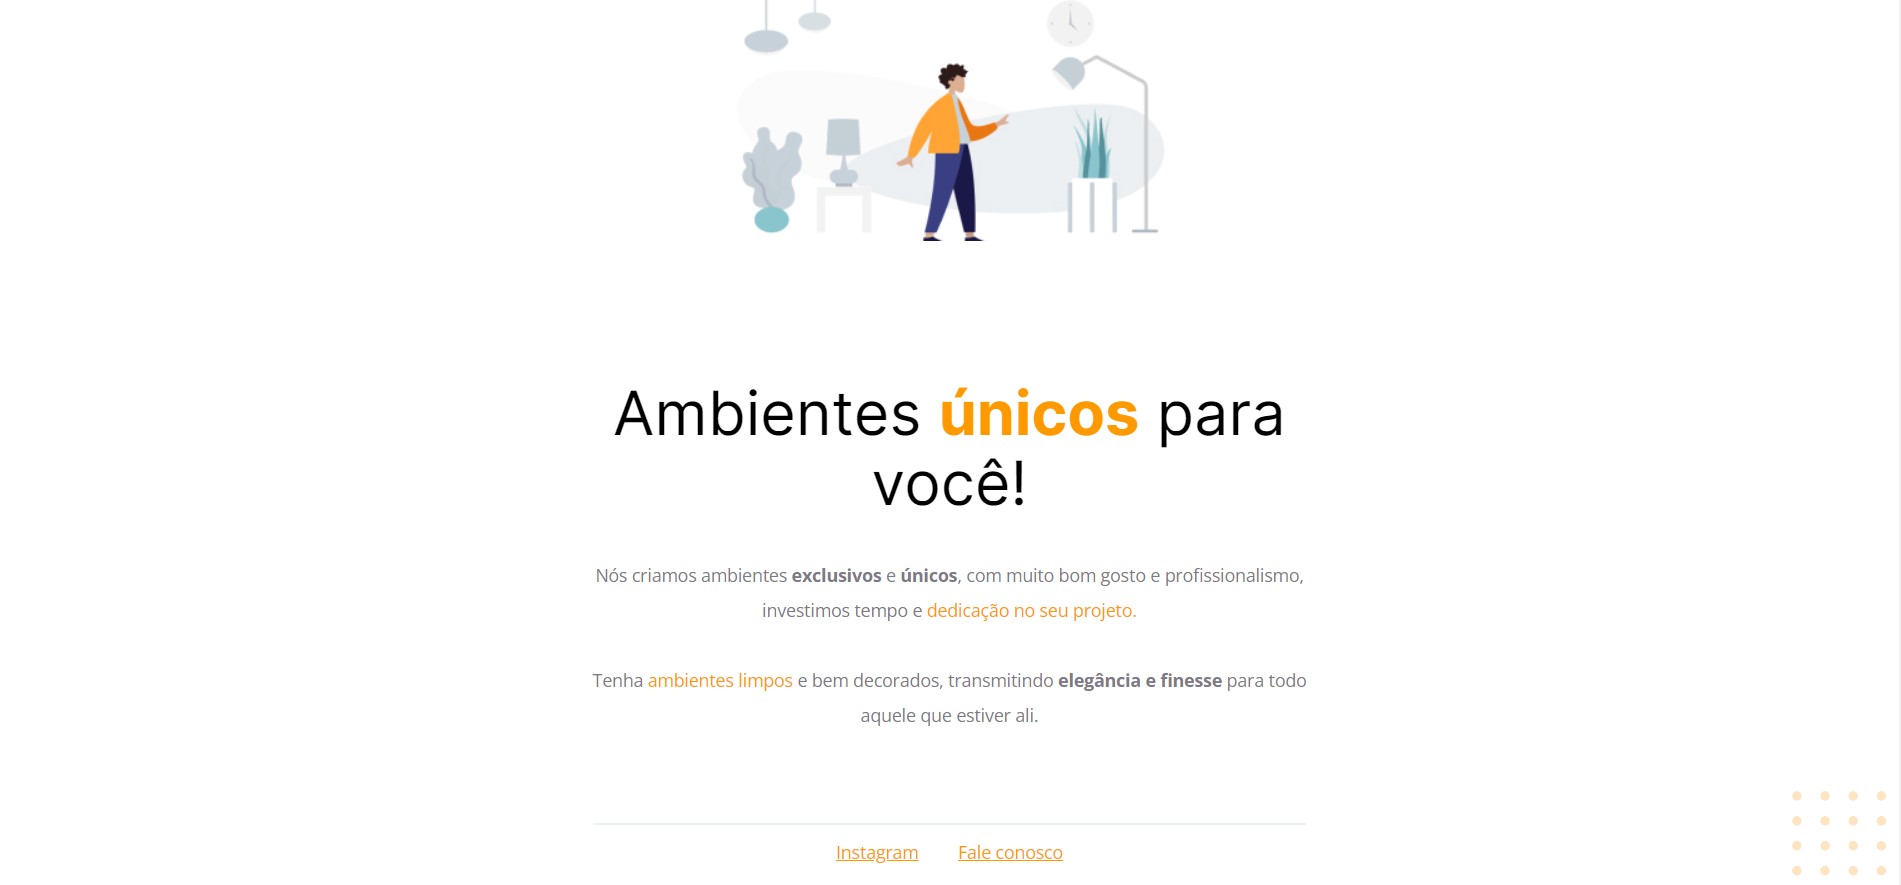 Ambientes únicos para
você!
Nós criamos ambientes exclusivos e únicos, com muito bom gosto e profissionalismo,
investimos tempo e dedicação no seu projeto.
Tenha ambientes limpos e bem decorados, transmitindo elegância e finesse para todo
aquele que estiver ali.
Instagram Fale conosco